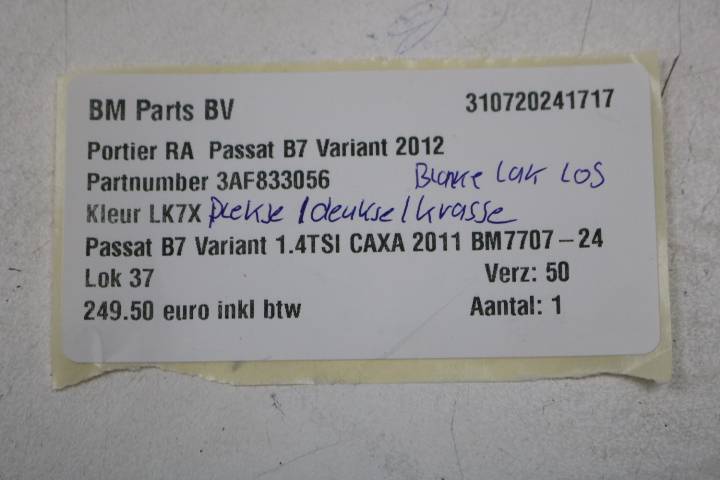 BM Parts BV 310720241717
Portier RA Passat B7 Variant 2012
Partnumber 3AF833056 Blanke Lak LOS
Kleur LK7X Plekje/deukje/krasse
Passat B7 Variant 1.4TSI CAXA 2011 BM7707-24
Lok 37 Verz: 50
249.50 euro inkl btw Aantal: 1